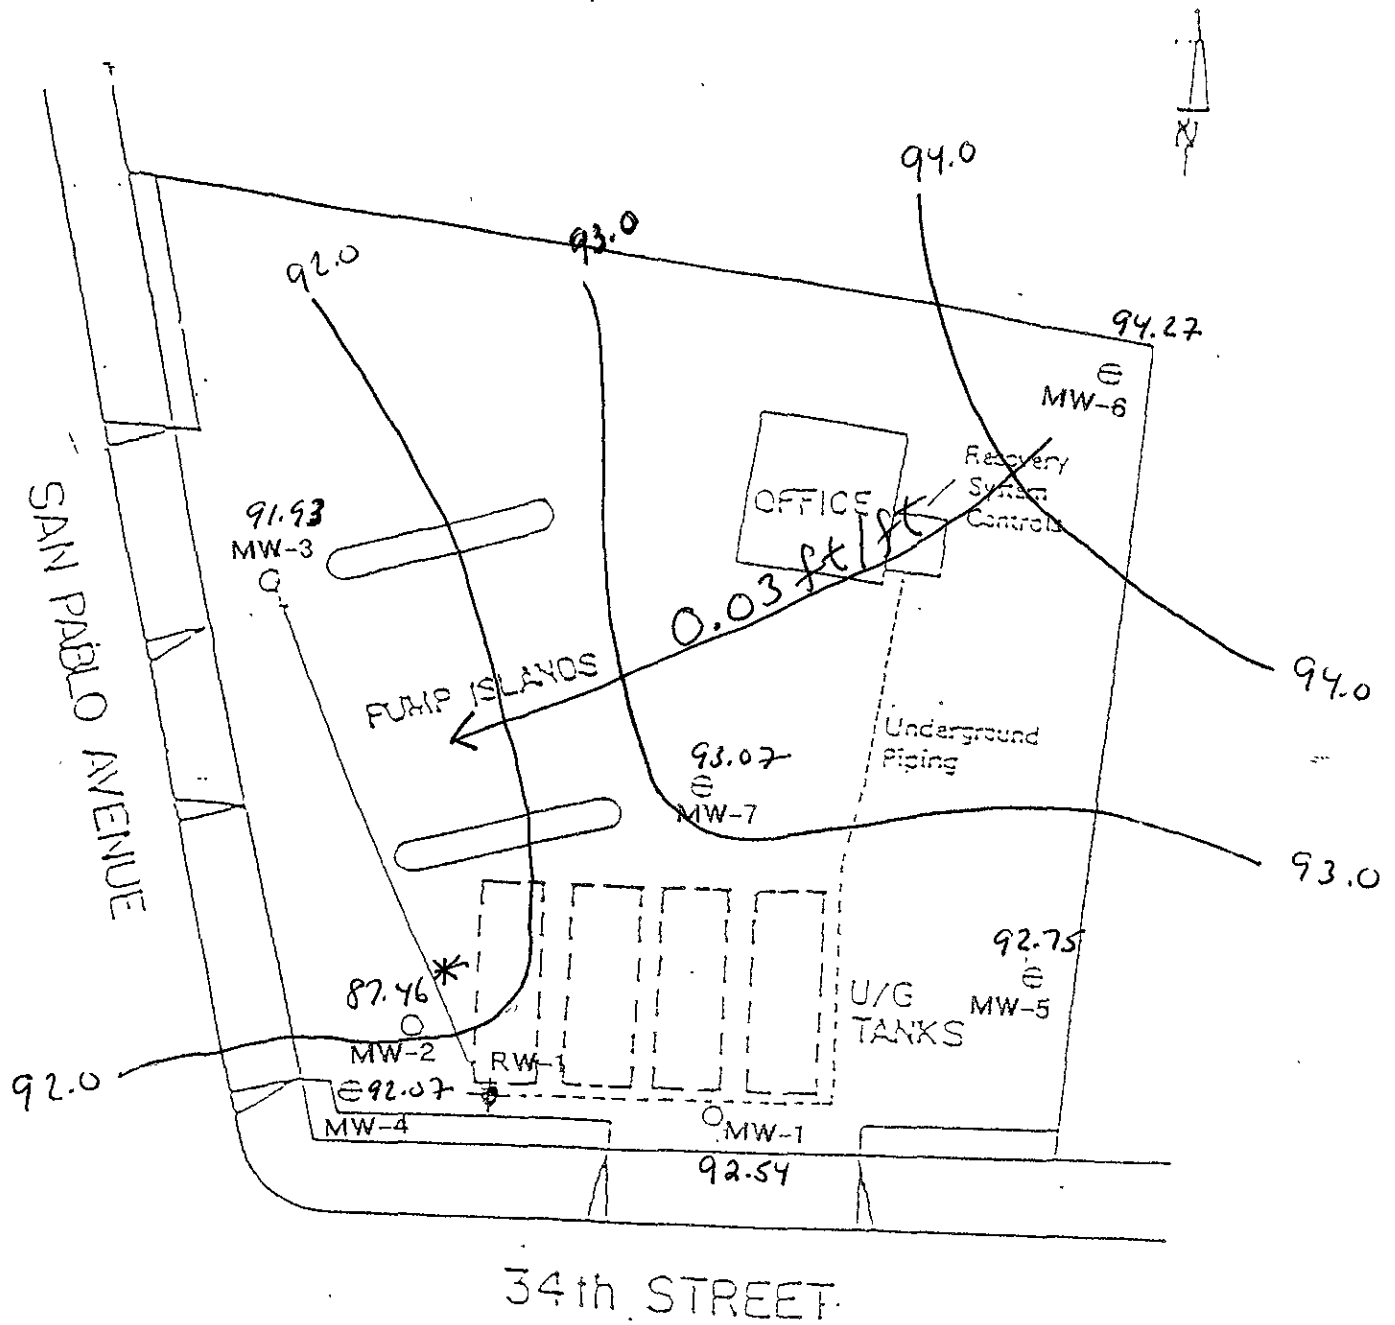 N
94.0
93.0
92.0
94.27
MW-6
Recovery
System
Controls
OFFICE
91.93
MW-3
0.03 ft/ft
SAN PABLO AVENUE
PUMP ISLANDS
94.0
Underground
Piping
93.07
MW-7
93.0
92.75
MW-5
*
87.46
MW-2
U/G
TANKS
RW-1
92.0
92.07
MW-4
MW-1
92.54
34th STREET